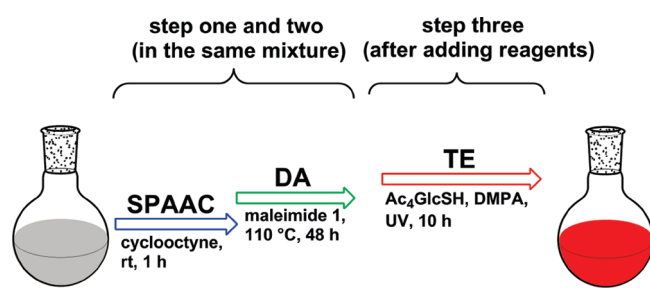 step one and two
(in the same mixture)
step three
(after adding reagents)
SPAAC
cyclooctyne,
rt, 1 h
DA
maleimide 1,
110 °C, 48 h
TE
Ac₄GlcSH, DMPA,
UV, 10 h